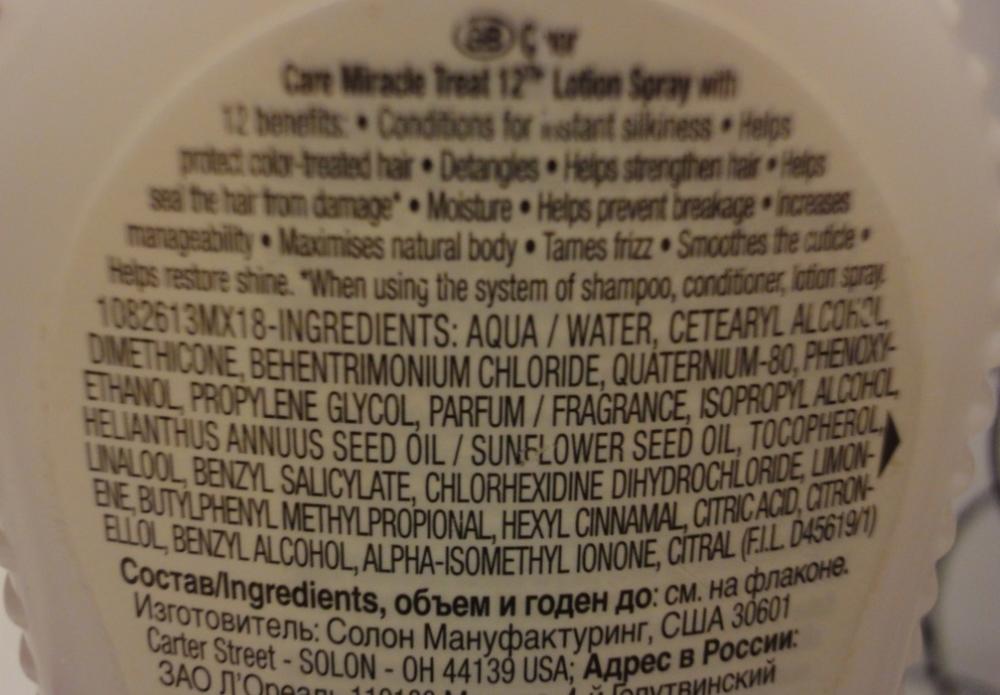 GB
Care Miracle Treat 12™ Lotion Spray with
12 benefits: • Conditions for instant silkiness • Helps
protect color-treated hair • Detangles • Helps strengthen hair • Helps
seal the hair from damage* • Moisture • Helps prevent breakage • Increases
manageability • Maximises natural body • Tames frizz • Smoothes the cuticle •
Helps restore shine. *When using the system of shampoo, conditioner, lotion spray.
1082613MX18-INGREDIENTS: AQUA / WATER, CETEARYL ALCOHOL,
DIMETHICONE, BEHENTRIMONIUM CHLORIDE, QUATERNIUM-80, PHENOXY-
ETHANOL, PROPYLENE GLYCOL, PARFUM / FRAGRANCE, ISOPROPYL ALCOHOL,
HELIANTHUS ANNUUS SEED OIL / SUNFLOWER SEED OIL, TOCOPHEROL,
LINALOOL, BENZYL SALICYLATE, CHLORHEXIDINE DIHYDROCHLORIDE, LIMON-
ENE, BUTYLPHENYL METHYLPROPIONAL, HEXYL CINNAMAL, CITRIC ACID, CITRON-
ELLOL, BENZYL ALCOHOL, ALPHA-ISOMETHYL IONONE, CITRAL (F.I.L. D45619/1)
Состав/Ingredients, объем и годен до: см. на флаконе.
Изготовитель: Солон Мануфактуринг, США 30601
Carter Street - SOLON - OH 44139 USA; Адрес в России:
ЗАО Л'Ореаль 4-й Голутвинский